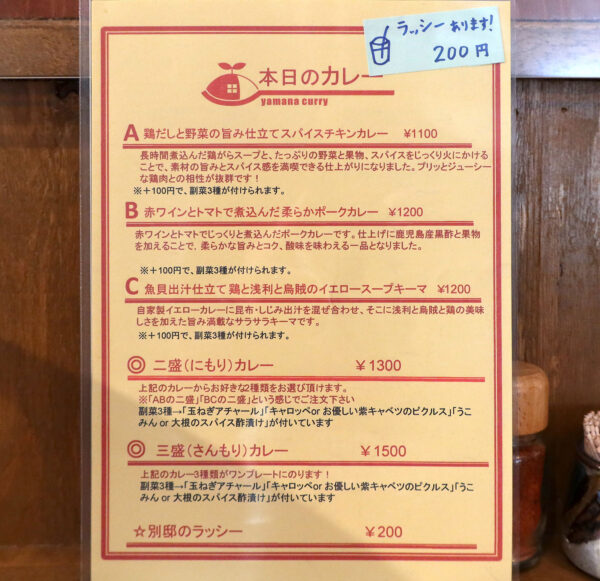 ラッシー あります!
200円
本日のカレー
yamana curry
A 鶏だしと野菜の旨み仕立てスパイスチキンカレー ¥1100
長時間煮込んだ鶏がらスープと、たっぷりの野菜と果物、スパイスをじっくり火にかける
ことで、素材の旨みとスパイス感を満喫できる仕上がりになりました。プリッとジューシー
な鶏肉との相性が抜群です!
※+100円で、副菜3種が付けられます。
B 赤ワインとトマトで煮込んだ柔らかポークカレー ¥1200
赤ワインとトマトでじっくりと煮込んだポークカレーです。仕上げに鹿児島産黒酢と果物
を加えることで、柔らかな旨みとコク、酸味を味わえる一品となりました。
※+100円で、副菜3種が付けられます。
C 魚貝出汁仕立て 鶏と浅利と烏賊のイエロースープキーマ ¥1200
自家製イエローカレーに昆布・しじみ出汁を混ぜ合わせ、そこに浅利と烏賊と鶏の美味
しさを加えた旨み満載なサラサラキーマです。
※+100円で、副菜3種が付けられます。
◎ 二盛(にもり)カレー ¥1300
上記のカレーからお好きな2種類をお選び頂けます。
※「ABの二盛」「BCの二盛」という感じでご注文下さい
副菜3種→「玉ねぎアチャール」「キャロッペor お優しい紫キャベツのピクルス」「うこ
みん or 大根のスパイス酢漬け」が付いています
◎ 三盛(さんもり)カレー ¥1500
上記のカレー3種類がワンプレートにのります!
副菜3種→「玉ねぎアチャール」「キャロッペor お優しい紫キャベツのピクルス」「うこ
みん or 大根のスパイス酢漬け」が付いています
☆別邸のラッシー ¥200